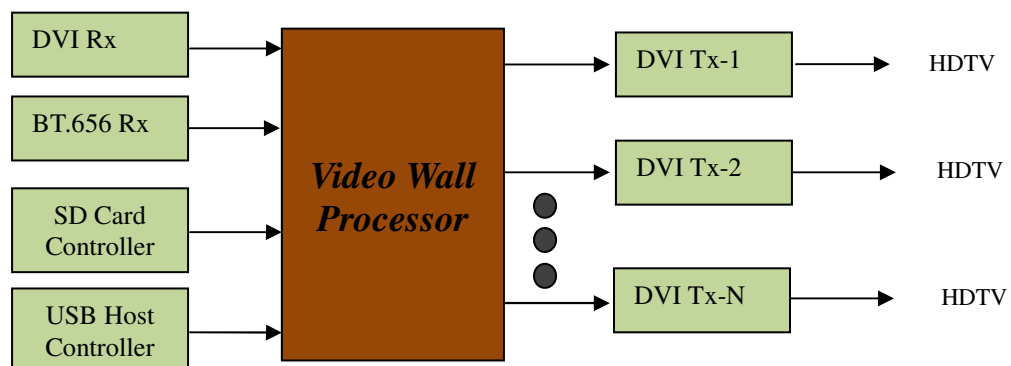 DVI Rx
BT.656 Rx
SD Card
Controller
USB Host
Controller
Video Wall
Processor
DVI Tx-1
HDTV
DVI Tx-2
HDTV
DVI Tx-N
HDTV